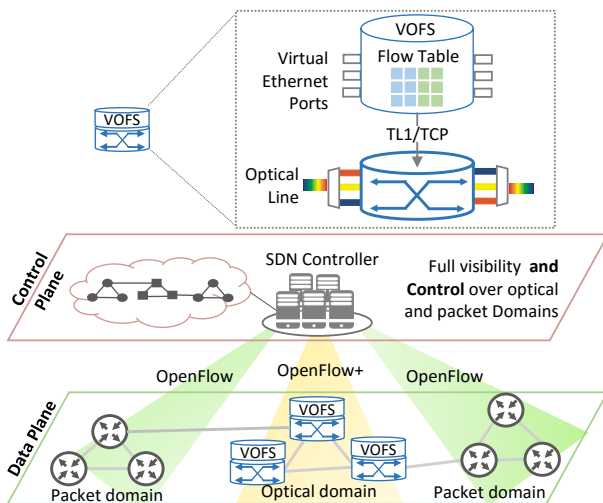 VOFS
Flow Table
Virtual
Ethernet
Ports
VOFS
TL1/TCP
Optical
Line
Control
Plane
SDN Controller
Full visibility and
Control over optical
and packet Domains
OpenFlow
OpenFlow+
OpenFlow
Data Plane
VOFS
VOFS
VOFS
Packet domain
Optical domain
Packet domain